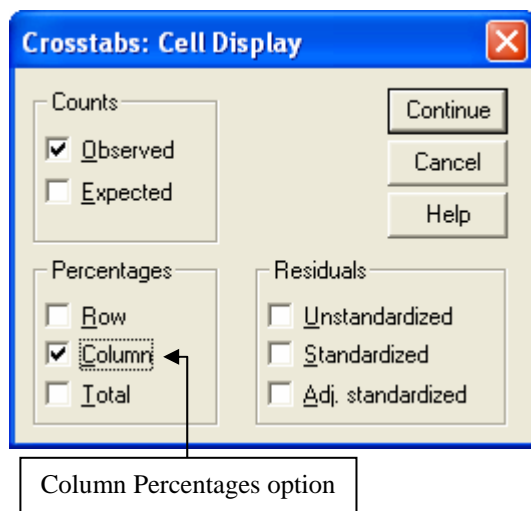 Crosstabs: Cell Display
Counts
Observed
Expected
Continue
Cancel
Help
Percentages
Row
Column
Total
Residuals
Unstandardized
Standardized
Adj. standardized
Column Percentages option